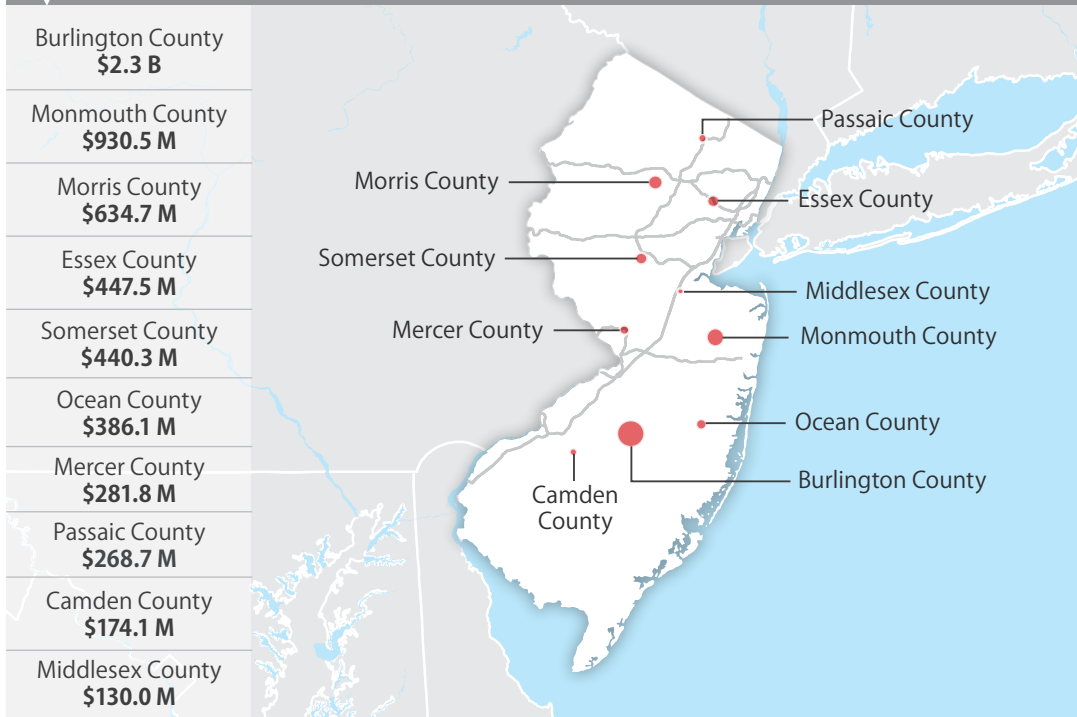 Burlington County
$2.3 B
Monmouth County
$930.5 M
Morris County
$634.7 M
Essex County
$447.5 M
Somerset County
$440.3 M
Ocean County
$386.1 M
Mercer County
$281.8 M
Passaic County
$268.7 M
Camden County
$174.1 M
Middlesex County
$130.0 M
Passaic County
Morris County
Essex County
Somerset County
Middlesex County
Mercer County
Monmouth County
Ocean County
Burlington County
Camden
County